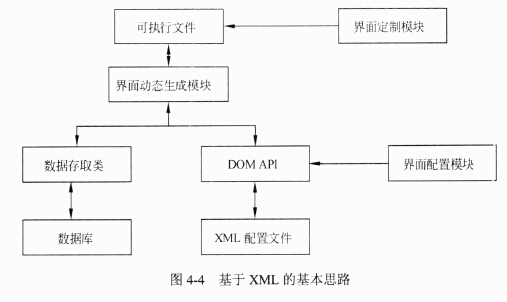 可执行文件
界面定制模块
界面动态生成模块
数据存取类
DOM API
界面配置模块
数据库
XML 配置文件
图 4-4 基于 XML 的基本思路